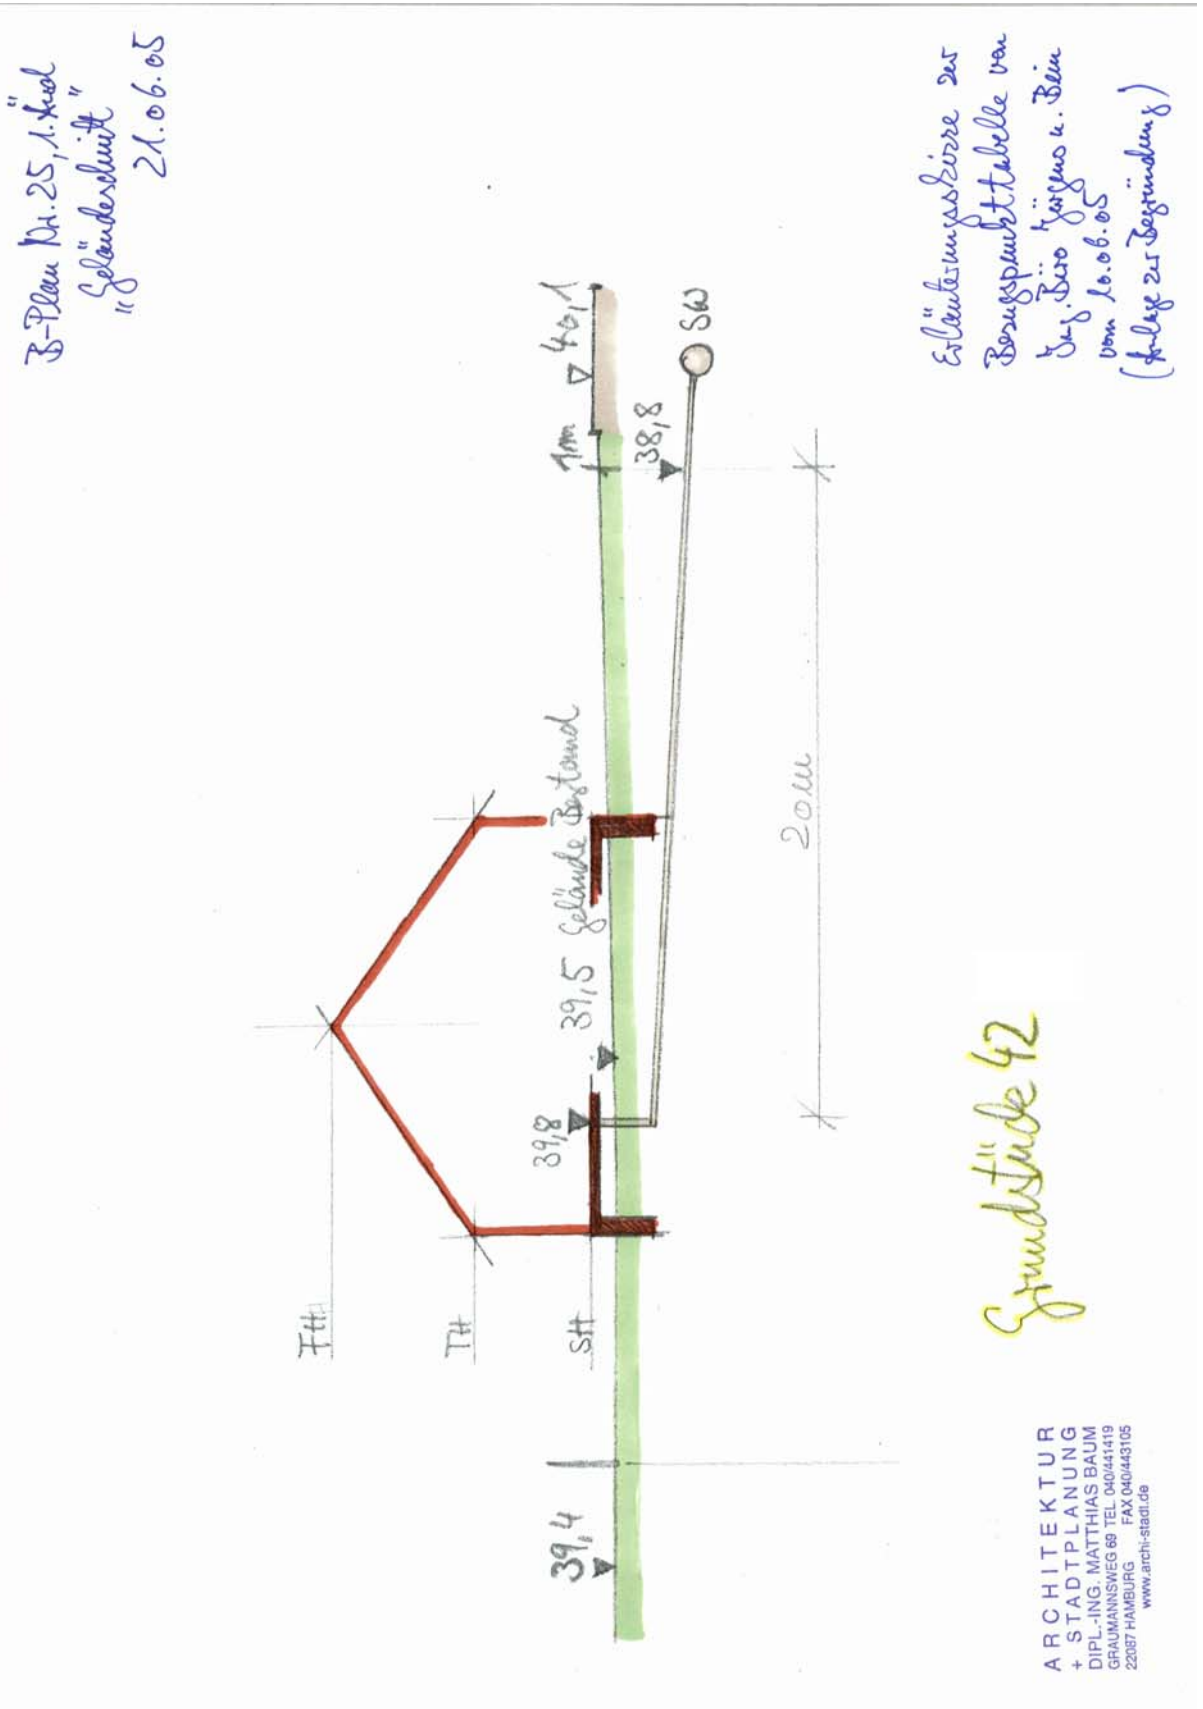 B-Plan Nr. 25, 1. Änd
"Geländeschnitt"
21.06.05
FH
TH
SH
39,4
39,8
39,5 Gelände Bestand
1m
40,1
38,8
SW
20m
ARCHITEKTUR
+ STADTPLANUNG
DIPL.-ING. MATTHIAS BAUM
GRAUMANNSWEG 69 TEL. 040/441419
22087 HAMBURG FAX 040/443105
www.archi-stadt.de
Grundstück 42
Erläuterungsskizze zur
Bezugspunkttabelle von
Ing. Büro Jürgens u. Bein
vom 10.06.05
(Anlage zur Begründung)